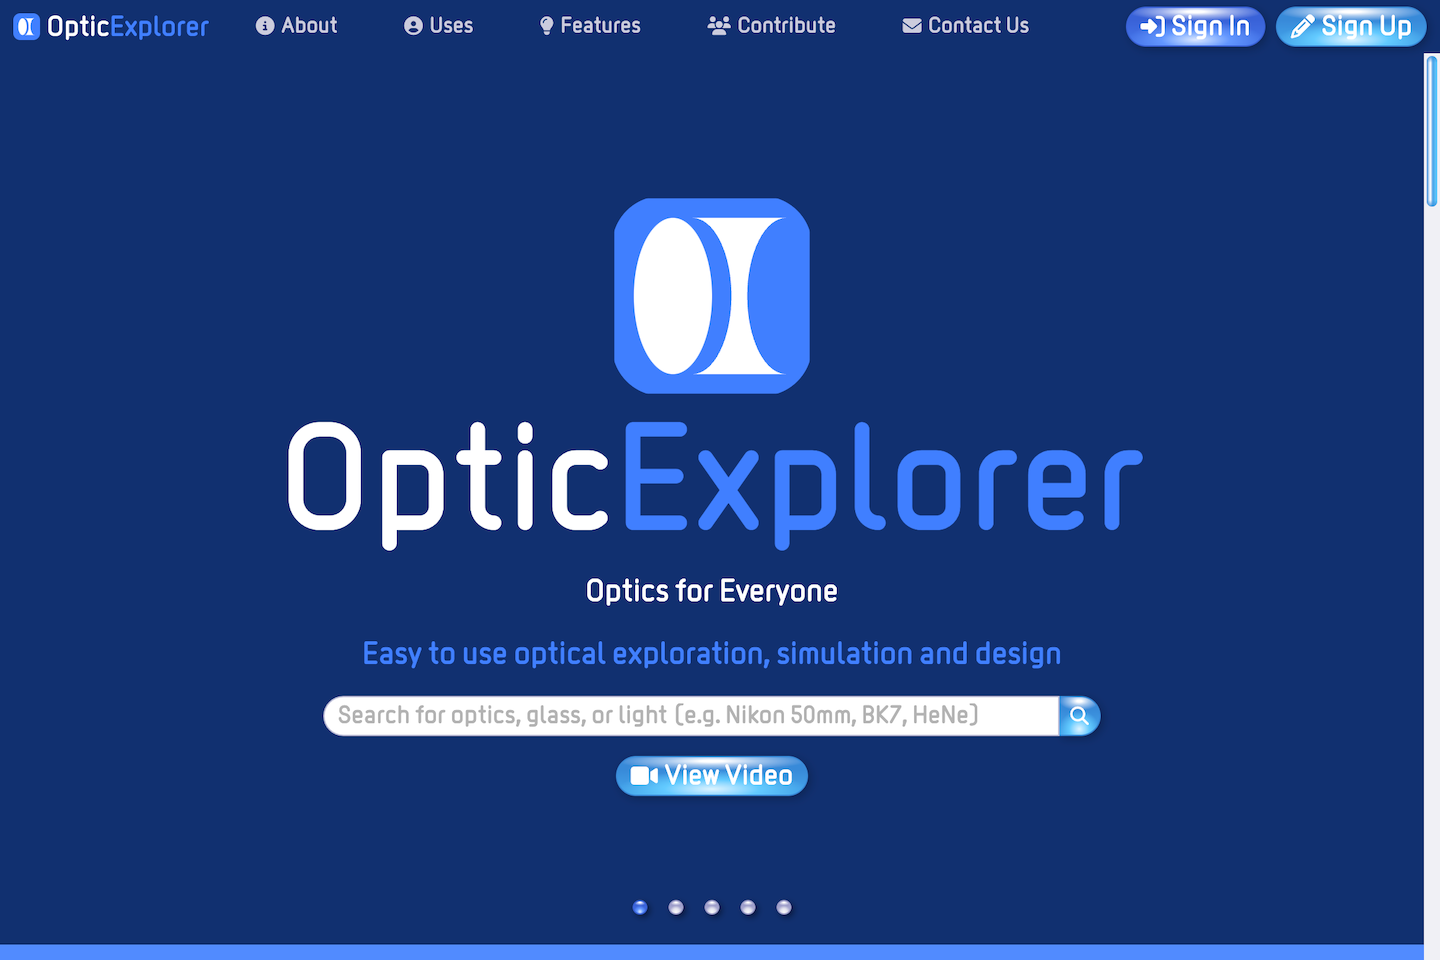 OpticExplorer About Uses Features Contribute Contact Us Sign In Sign Up
OpticExplorer
Optics for Everyone
Easy to use optical exploration, simulation and design
Search for optics, glass, or light (e.g. Nikon 50mm, BK7, HeNe)
View Video